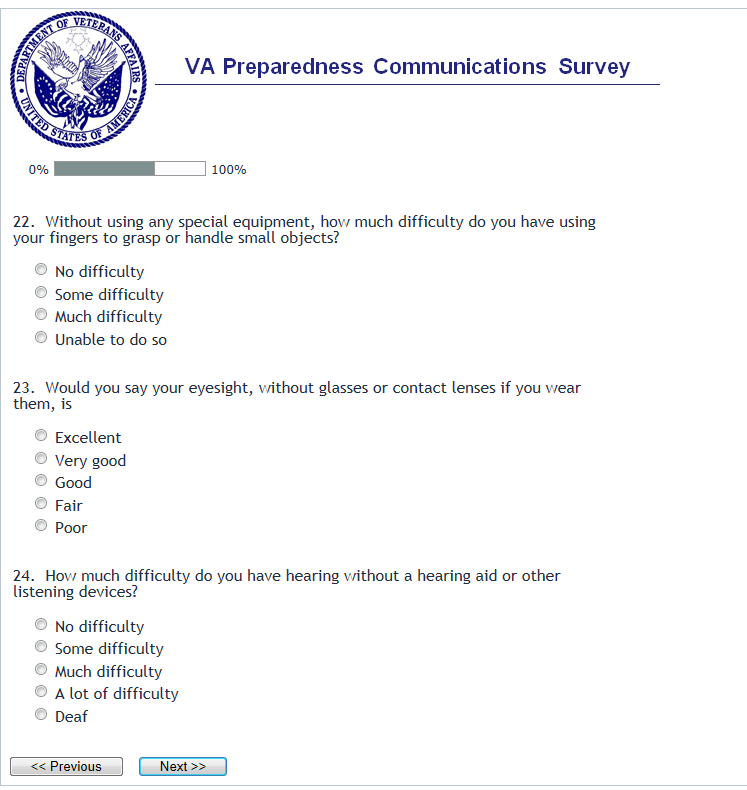 DEPARTMENT OF VETERANS AFFAIRS
UNITED STATES OF AMERICA
VA Preparedness Communications Survey
0% 100%
22. Without using any special equipment, how much difficulty do you have using
your fingers to grasp or handle small objects?
No difficulty
Some difficulty
Much difficulty
Unable to do so
23. Would you say your eyesight, without glasses or contact lenses if you wear
them, is
Excellent
Very good
Good
Fair
Poor
24. How much difficulty do you have hearing without a hearing aid or other
listening devices?
No difficulty
Some difficulty
Much difficulty
A lot of difficulty
Deaf
<< Previous Next >>